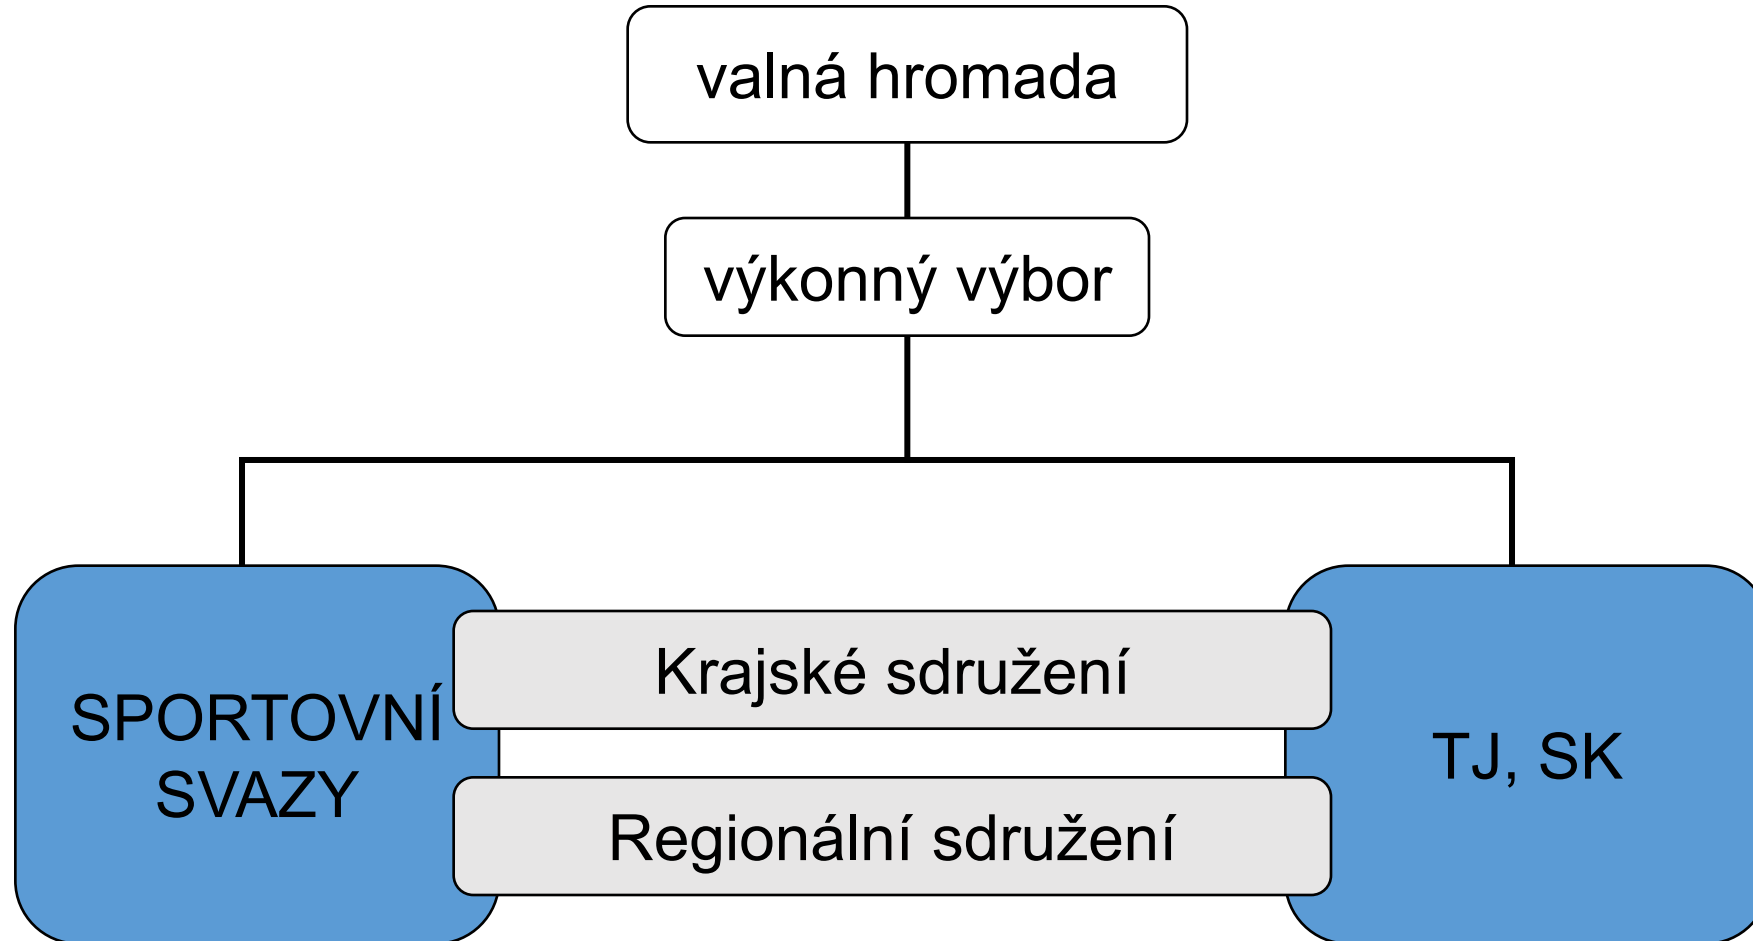 valná hromada
výkonný výbor
SPORTOVNÍ
SVAZY
Krajské sdružení
Regionální sdružení
TJ, SK